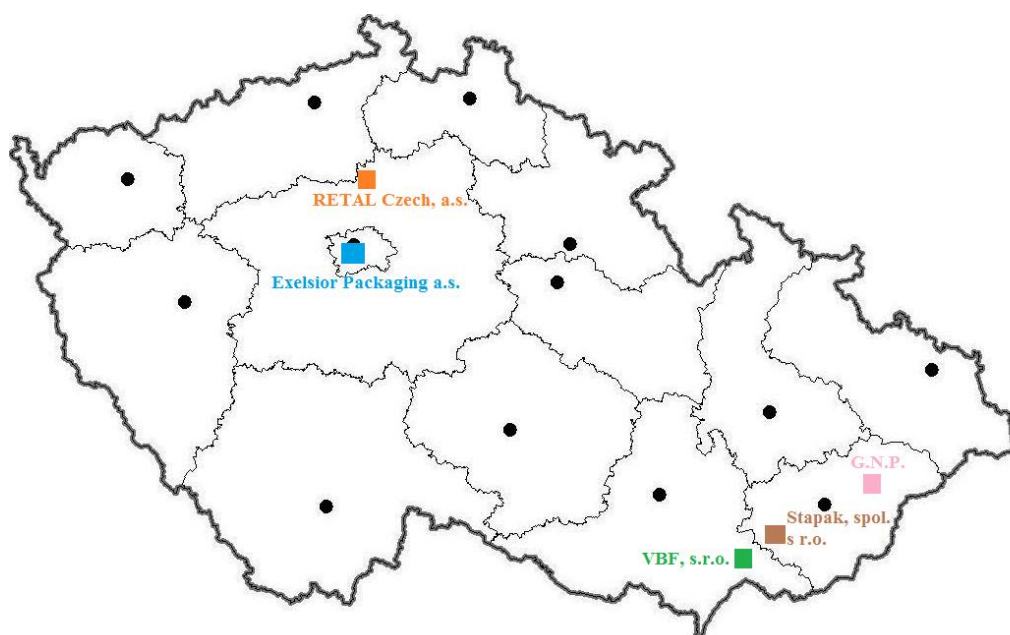 RETAL Czech, a.s.
Exelsior Packaging a.s.
G.N.P.
Stapak, spol.
s r.o.
VBF, s.r.o.